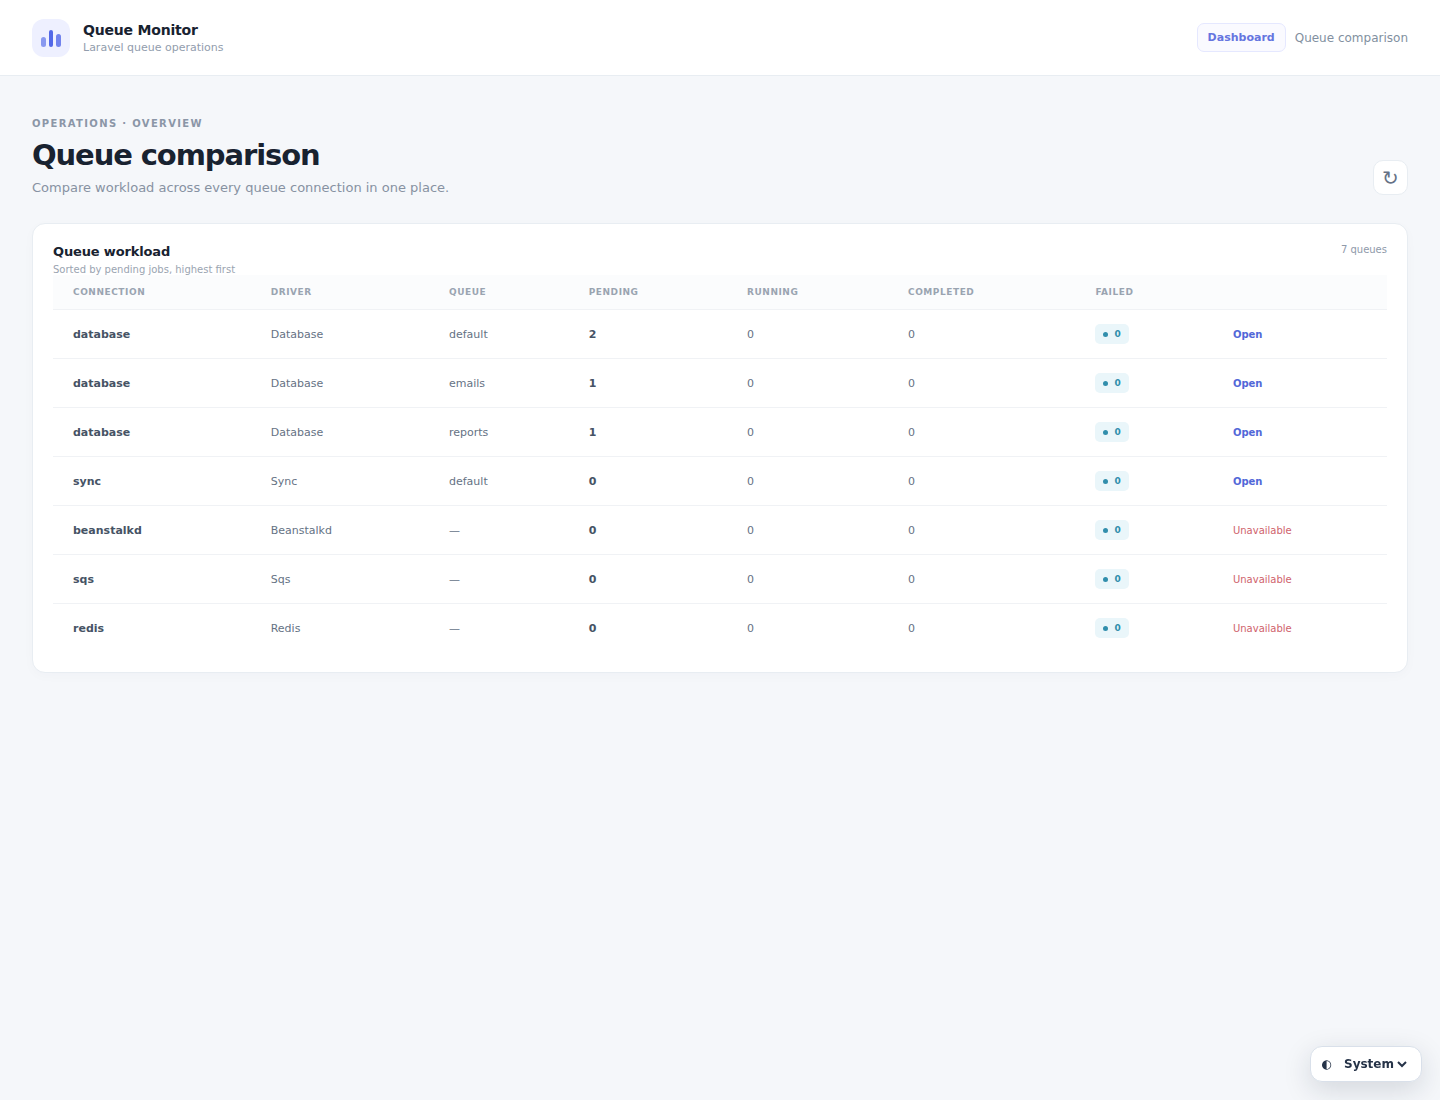 Queue Monitor
Laravel queue operations
Dashboard
Queue comparison
OPERATIONS · OVERVIEW
Queue comparison
Compare workload across every queue connection in one place.
↻
Queue workload
7 queues
Sorted by pending jobs, highest first
CONNECTION DRIVER QUEUE PENDING RUNNING COMPLETED FAILED
database Database default 2 0 0 0 Open
database Database emails 1 0 0 0 Open
database Database reports 1 0 0 0 Open
sync Sync default 0 0 0 0 Open
beanstalkd Beanstalkd — 0 0 0 0 Unavailable
sqs Sqs — 0 0 0 0 Unavailable
redis Redis — 0 0 0 0 Unavailable
◐ System